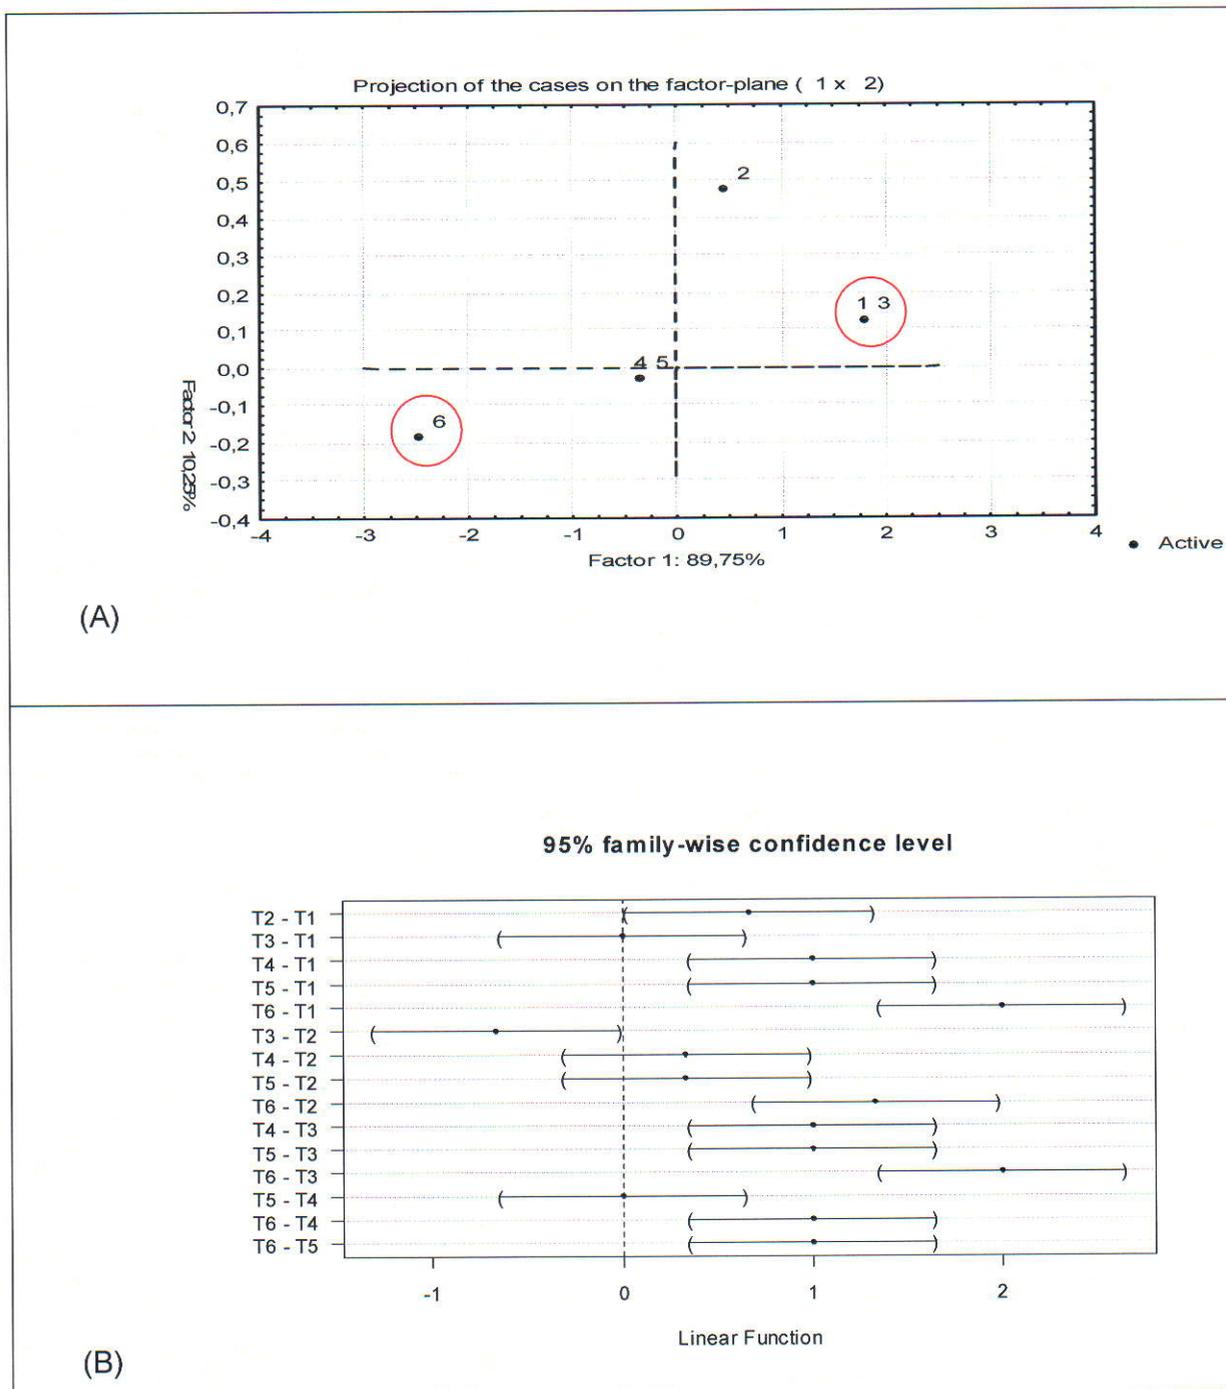 Projection of the cases on the factor-plane ( 1 x 2)
0,7
0,6
0,5
0,4
0,3
0,2
0,1
0,0
-0,1
-0,2
-0,3
-0,4
Factor 2: 10,25%
2
1 3
4 5
6
-4 -3 -2 -1 0 1 2 3 4
Factor 1: 89,75%
Active
(A)
95% family-wise confidence level
T2 - T1
T3 - T1
T4 - T1
T5 - T1
T6 - T1
T3 - T2
T4 - T2
T5 - T2
T6 - T2
T4 - T3
T5 - T3
T6 - T3
T5 - T4
T6 - T4
T6 - T5
-1 0 1 2
Linear Function
(B)